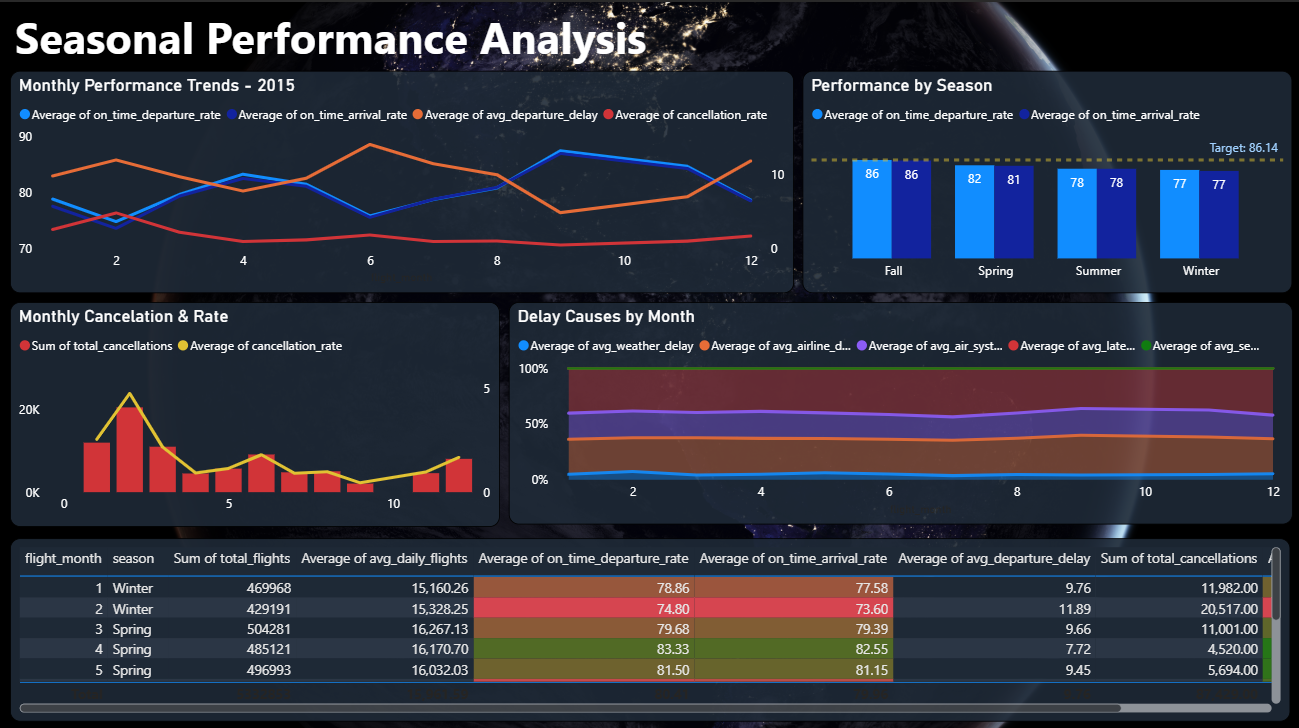 Seasonal Performance Analysis
Monthly Performance Trends - 2015
Average of on_time_departure_rate Average of on_time_arrival_rate Average of avg_departure_delay Average of cancellation_rate
90
80
70
10
0
2 4 6 8 10 12
Performance by Season
Average of on_time_departure_rate Average of on_time_arrival_rate
Target: 86.14
86 86 82 81 78 78 77 77
Fall Spring Summer Winter
Monthly Cancelation & Rate
Sum of total_cancellations Average of cancellation_rate
20K
0K
5
0
0 5 10
Delay Causes by Month
Average of avg_weather_delay Average of avg_airline_d... Average of avg_air_syst... Average of avg_late... Average of avg_se...
100%
50%
0%
2 4 6 8 10 12
flight_month season Sum of total_flights Average of avg_daily_flights Average of on_time_departure_rate Average of on_time_arrival_rate Average of avg_departure_delay Sum of total_cancellations
1 Winter 469968 15,160.26 78.86 77.58 9.76 11,982.00
2 Winter 429191 15,328.25 74.80 73.60 11.89 20,517.00
3 Spring 504281 16,267.13 79.68 79.39 9.66 11,001.00
4 Spring 485121 16,170.70 83.33 82.55 7.72 4,520.00
5 Spring 496993 16,032.03 81.50 81.15 9.45 5,694.00